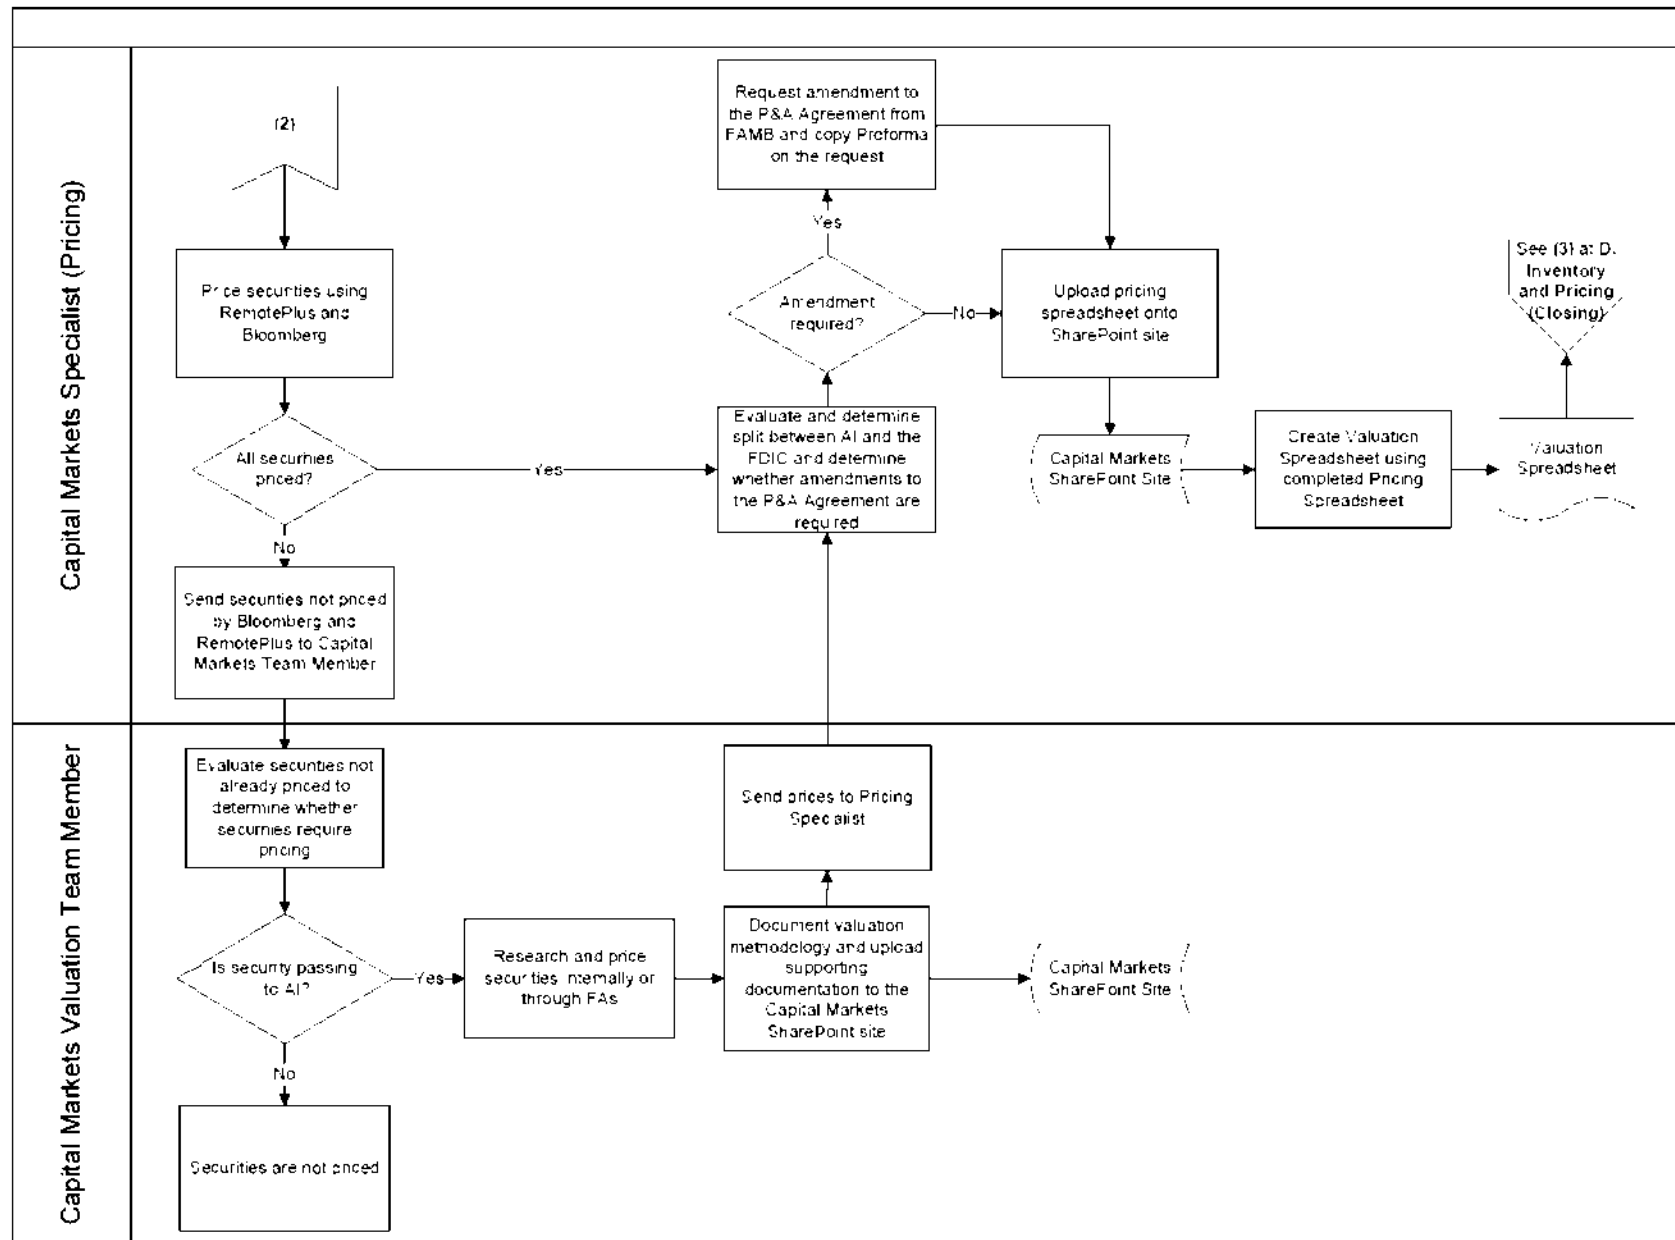 Capital Markets Specialist (Pricing)
(2)
Price securities using
RemotePlus and
Bloomberg
All securities
priced?
Yes
No
Send securities not priced
by Bloomberg and
RemotePlus to Capital
Markets Team Member
Request amendment to
the P&A Agreement from
FAMB and copy Proforma
on the request
Yes
Amendment
required?
No
Evaluate and determine
split between AI and the
FDIC and determine
whether amendments to
the P&A Agreement are
required
Upload pricing
spreadsheet onto
SharePoint site
Capital Markets
SharePoint Site
Create Valuation
Spreadsheet using
completed Pricing
Spreadsheet
Valuation
Spreadsheet
See (3) at D.
Inventory
and Pricing
(Closing)
Capital Markets Valuation Team Member
Evaluate securities not
already priced to
determine whether
securities require
pricing
Is security passing
to AI?
Yes
No
Securities are not priced
Research and price
securities internally or
through FAs
Document valuation
methodology and upload
supporting
documentation to the
Capital Markets
SharePoint site
Send prices to Pricing
Specialist
Capital Markets
SharePoint Site